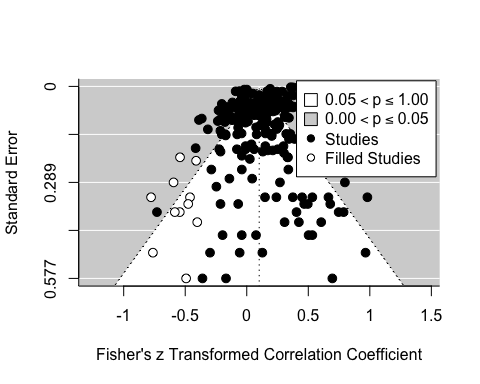 0
0.05 < p ≤ 1.00
0.00 < p ≤ 0.05
Studies
Filled Studies
Standard Error
0.289
0.577
-1 -0.5 0 0.5 1 1.5
Fisher's z Transformed Correlation Coefficient